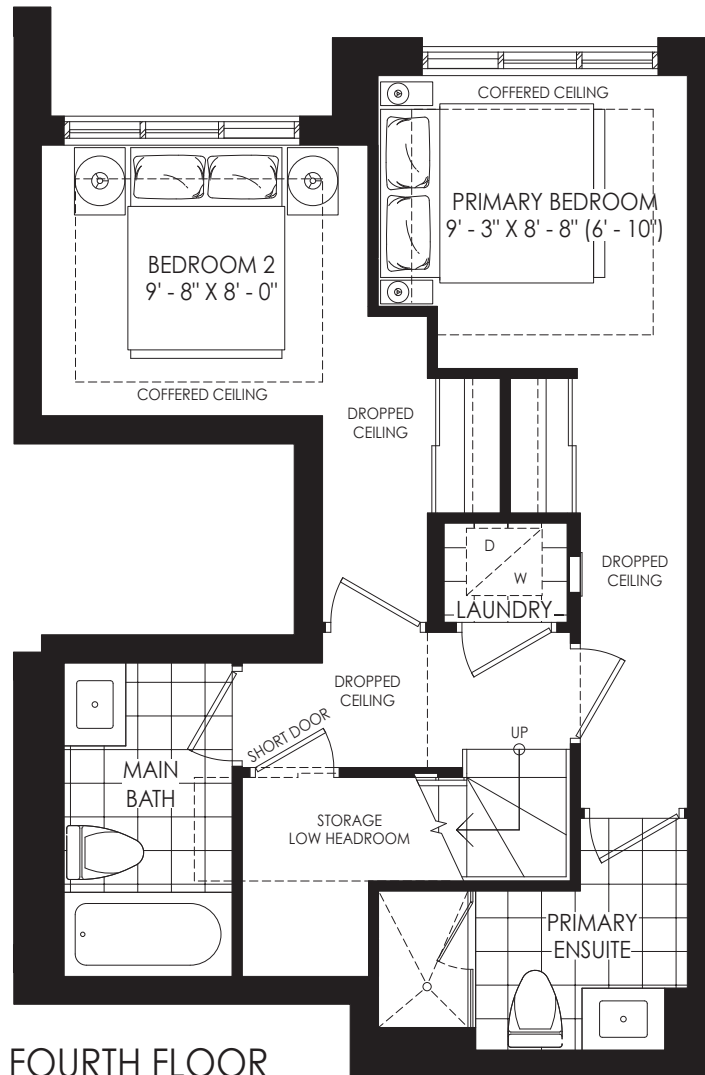 COFFERED CEILING
PRIMARY BEDROOM
9' - 3" X 8' - 8" (6' - 10")
BEDROOM 2
9' - 8" X 8' - 0"
COFFERED CEILING
DROPPED
CEILING
D
W
LAUNDRY
DROPPED
CEILING
DROPPED
CEILING
SHORT DOOR
UP
MAIN
BATH
STORAGE
LOW HEADROOM
PRIMARY
ENSUITE
FOURTH FLOOR